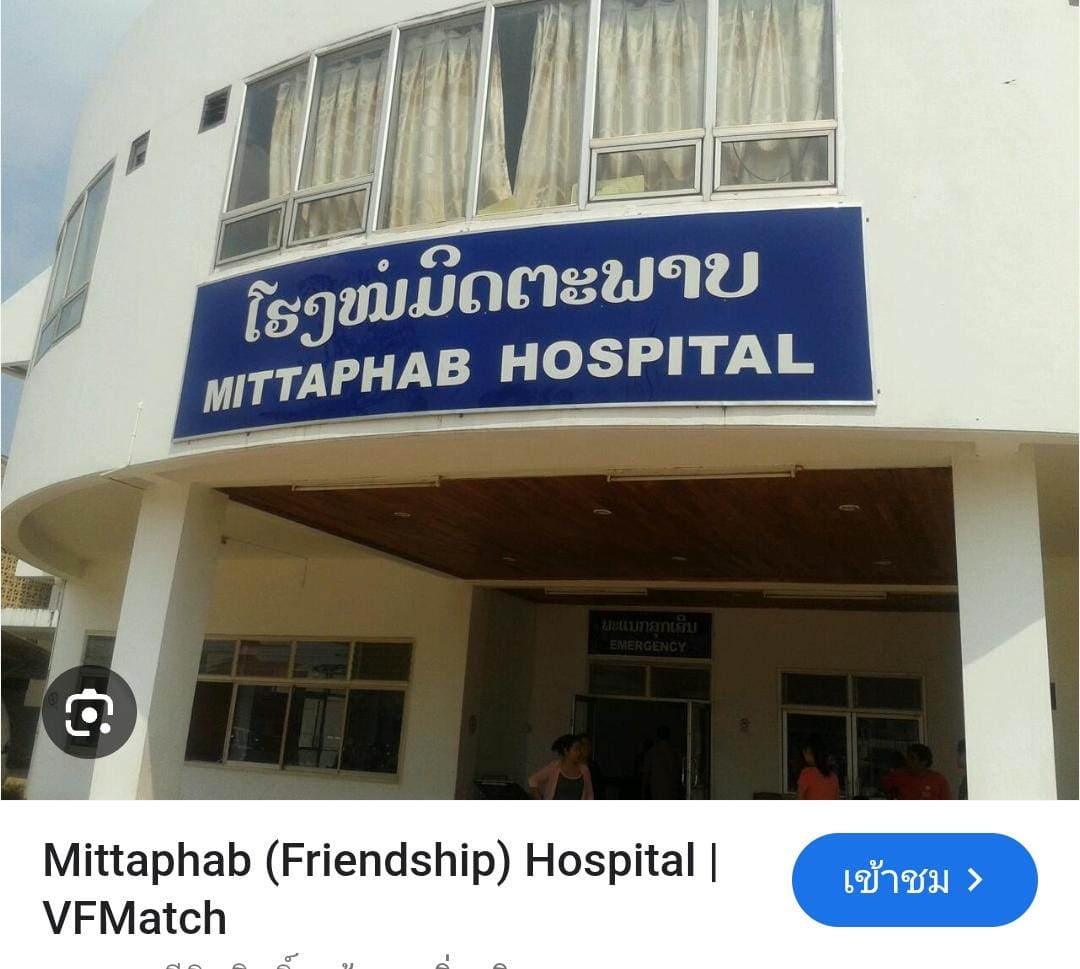 ໂຮງໝໍມິດຕະພາບ
MITTAPHAB HOSPITAL
ພະແນກສຸກເສີນ
EMERGENCY
Mittaphab (Friendship) Hospital |
VFMatch
เข้าชม